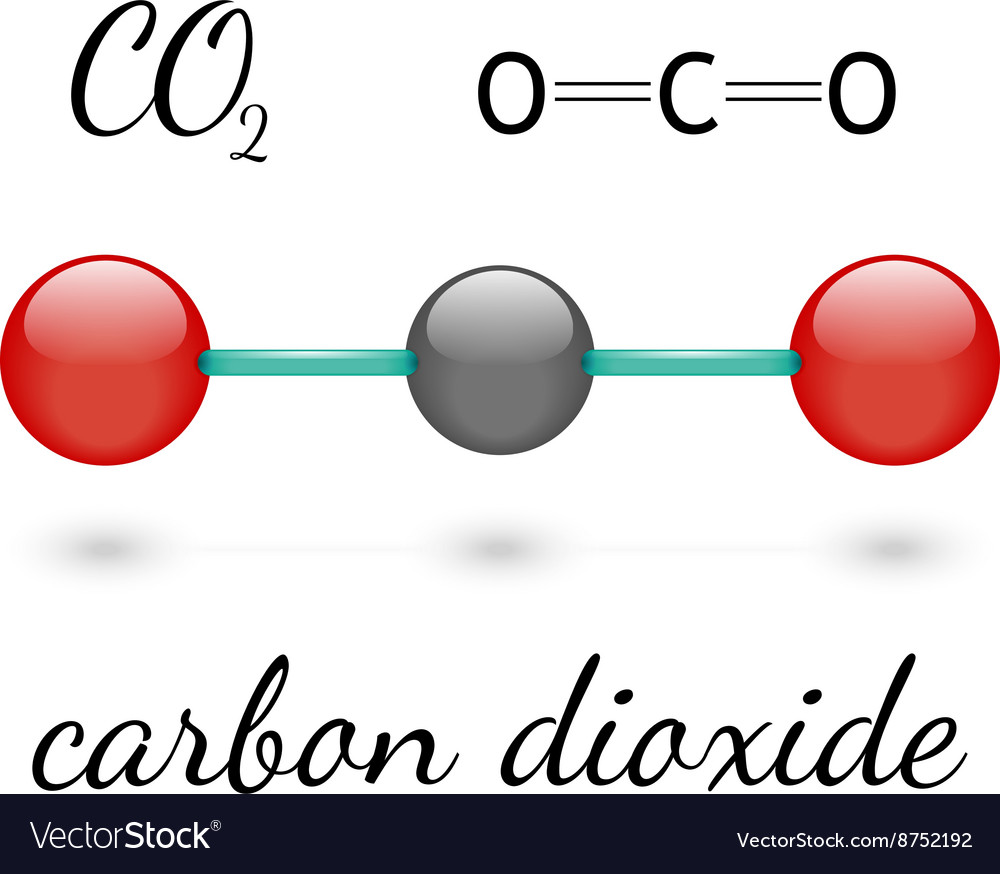 CO₂
O=C=O
carbon dioxide
VectorStock®
VectorStock.com/8752192